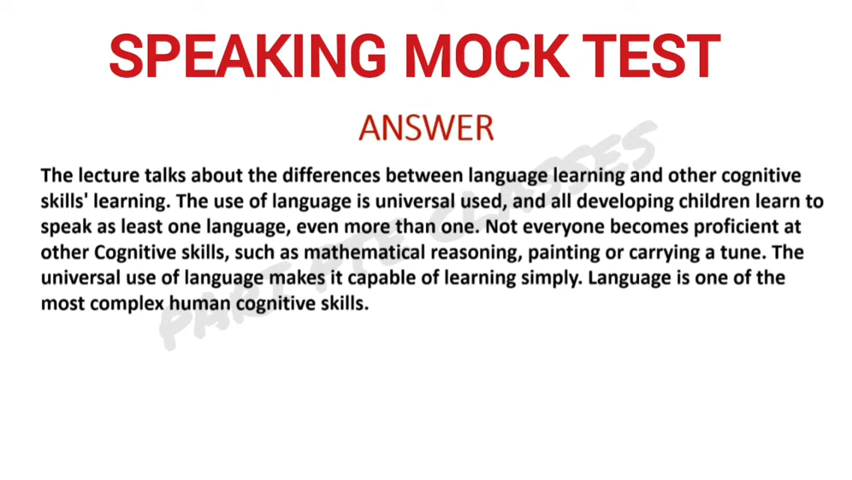 SPEAKING MOCK TEST
ANSWER
The lecture talks about the differences between language learning and other cognitive
skills' learning. The use of language is universal used, and all developing children learn to
speak as least one language, even more than one. Not everyone becomes proficient at
other Cognitive skills, such as mathematical reasoning, painting or carrying a tune. The
universal use of language makes it capable of learning simply. Language is one of the
most complex human cognitive skills.
PART PTE CLASSES